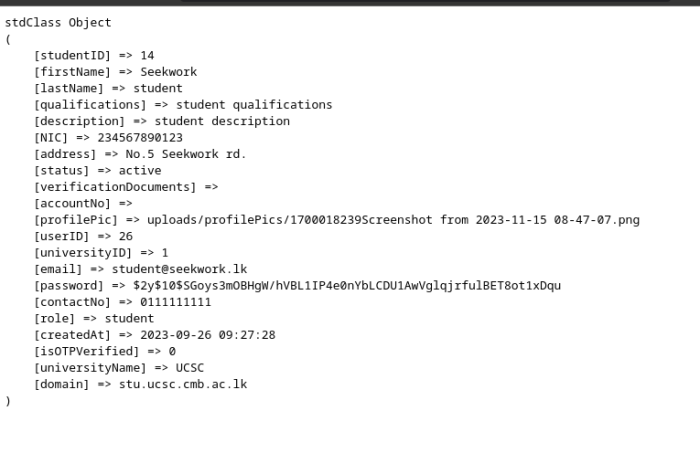 stdClass Object
(
[studentID] => 14
[firstName] => Seekwork
[lastName] => student
[qualifications] => student qualifications
[description] => student description
[NIC] => 234567890123
[address] => No.5 Seekwork rd.
[status] => active
[verificationDocuments] =>
[accountNo] =>
[profilePic] => uploads/profilePics/1700018239Screenshot from 2023-11-15 08-47-07.png
[userID] => 26
[universityID] => 1
[email] => student@seekwork.lk
[password] => $2y$10$SGoys3mOBHgW/hVBL1IP4e0nYbLCDU1AwVglqjrfulBET8ot1xDqu
[contactNo] => 0111111111
[role] => student
[createdAt] => 2023-09-26 09:27:28
[isOTPVerified] => 0
[universityName] => UCSC
[domain] => stu.ucsc.cmb.ac.lk
)